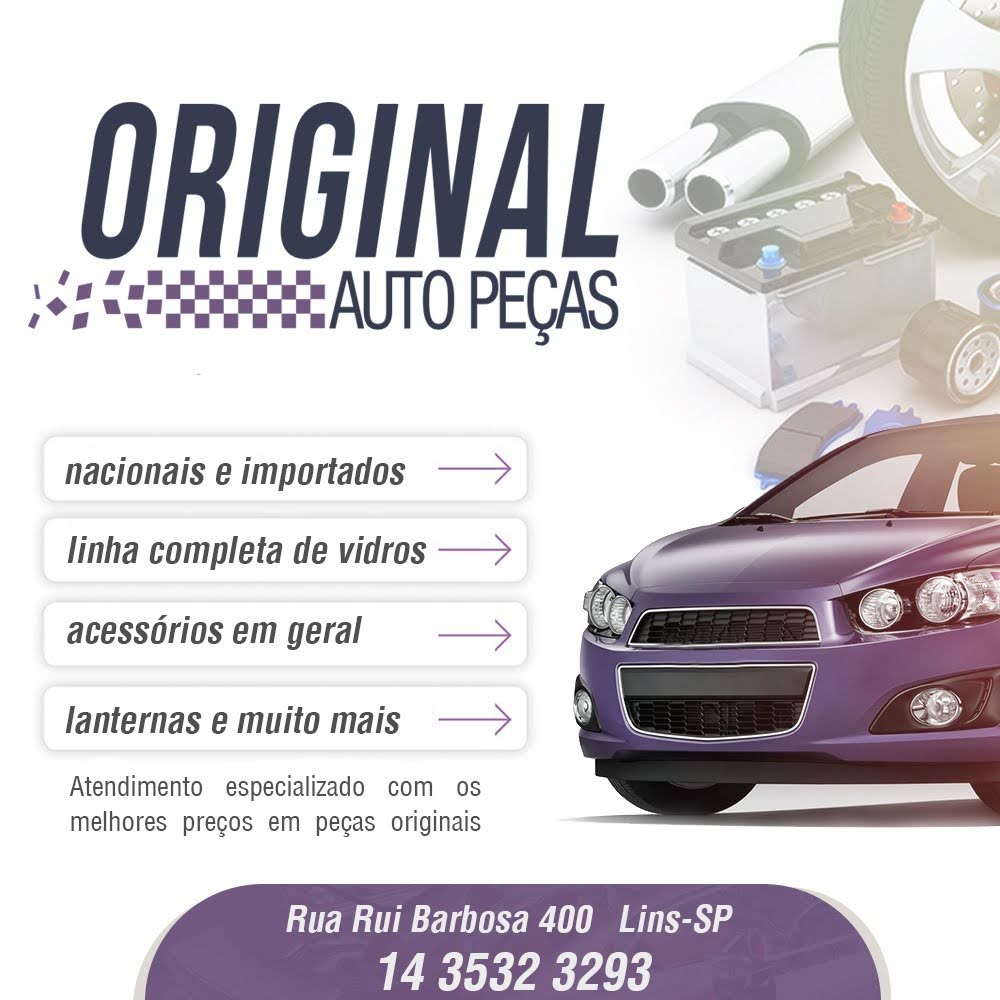 ORIGINAL
AUTO PEÇAS
nacionais e importados
linha completa de vidros
acessórios em geral
lanternas e muito mais
Atendimento especializado com os
melhores preços em peças originais
Rua Rui Barbosa 400 Lins-SP
14 3532 3293